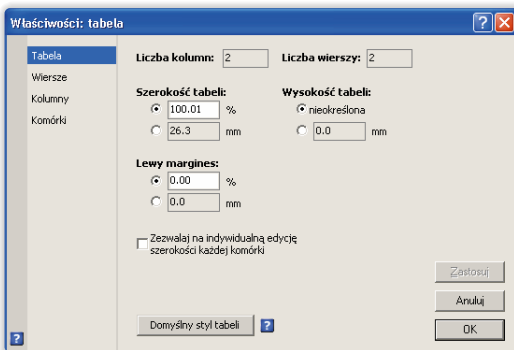 Właściwości: tabela
Tabela
Wiersze
Kolumny
Komórki
Liczba kolumn: 2 Liczba wierszy: 2
Szerokość tabeli: Wysokość tabeli:
100.01 % nieokreślona
26.3 mm 0.0 mm
Lewy margines:
0.00 %
0.0 mm
Zezwalaj na indywidualną edycję
szerokości każdej komórki
Zastosuj
Anuluj
Domyślny styl tabeli ? OK
?